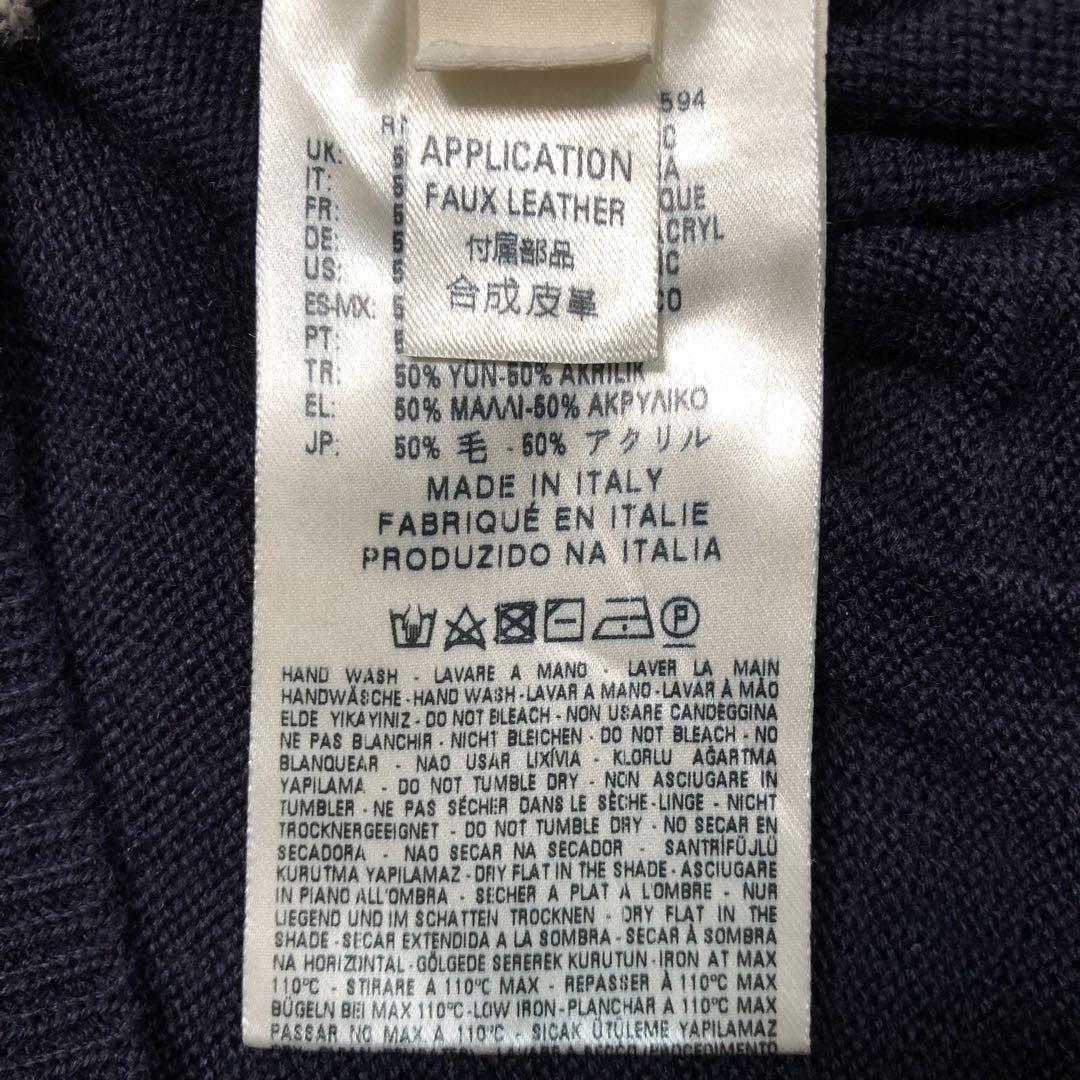 594
UK:
IT:
FR:
DE:
US:
ES-MX:
PT:
APPLICATION
FAUX LEATHER
付属部品
合成皮革
TR: 50% YÜN-50% AKRILIK
EL: 50% ΜΑΛΛΙ-50% ΑΚΡΥΛΙΚΟ
JP: 50% 毛 - 50% アクリル
MADE IN ITALY
FABRIQUÉ EN ITALIE
PRODUZIDO NA ITALIA
P
HAND WASH - LAVARE A MANO - LAVER LA MAIN
HANDWÄSCHE - HAND WASH - LAVAR A MANO - LAVAR À MÃO
ELDE YIKAYINIZ - DO NOT BLEACH - NON USARE CANDEGGINA
NE PAS BLANCHIR - NICHT BLEICHEN - DO NOT BLEACH - NO
BLANQUEAR - NAO USAR LIXÍVIA - KLORLU AĞARTMA
YAPILAMA - DO NOT TUMBLE DRY - NON ASCIUGARE IN
TUMBLER - NE PAS SÉCHER DANS LE SÈCHE-LINGE - NICHT
TROCKNERGEEIGNET - DO NOT TUMBLE DRY - NO SECAR EN
SECADORA - NAO SECAR NA SECADOR - SANTRİFÜJLÜ
KURUTMA YAPILAMAZ - DRY FLAT IN THE SHADE - ASCIUGARE
IN PIANO ALL'OMBRA - SÈCHER A PLAT A L'OMBRE - NUR
LIEGEND UND IM SCHATTEN TROCKNEN - DRY FLAT IN THE
SHADE - SECAR EXTENDIDA A LA SOMBRA - SECAR À SOMBRA
NA HORIZONTAL - GÖLGEDE SEREREK KURUTUN - IRON AT MAX
110°C - STIRARE A 110°C MAX - REPASSER À 110°C MAX
BÜGELN BEI MAX 110°C - LOW IRON - PLANCHAR A 110°C MAX
PASSAR NO MAX A 110°C - SICAK ÜTÜLEME YAPILAMAZ